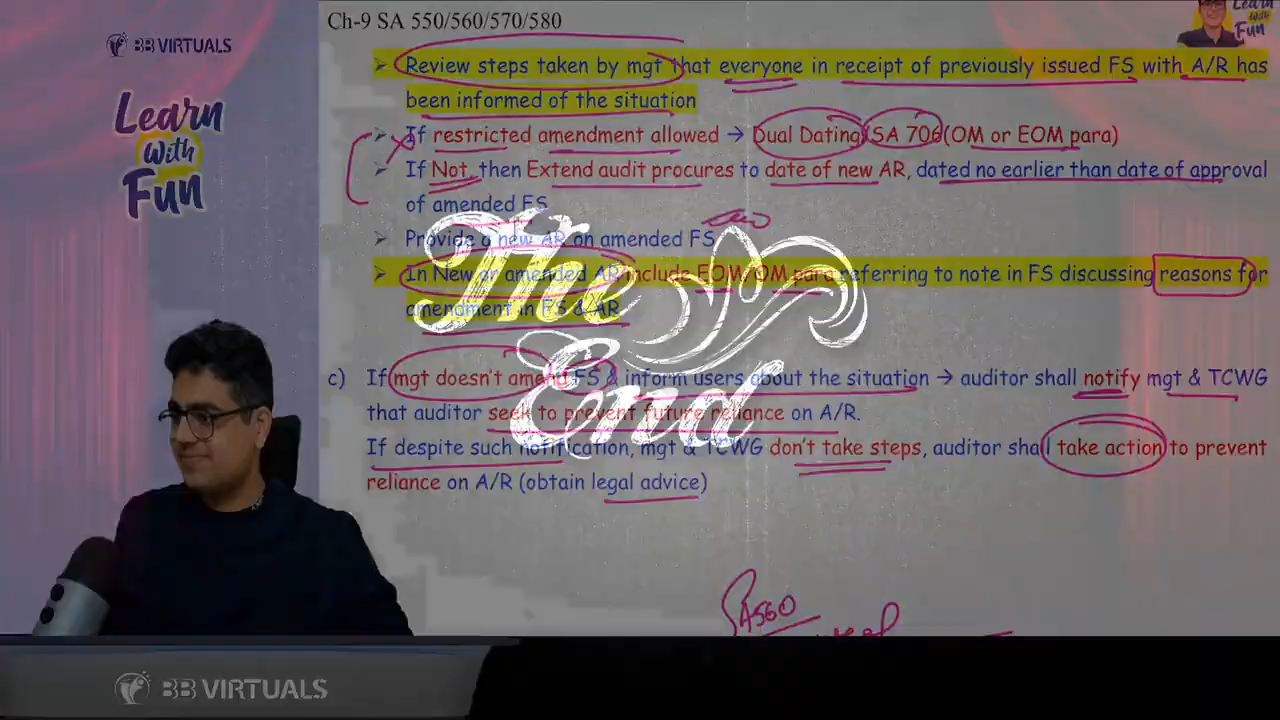 Ch-9 SA 550/560/570/580
BB VIRTUALS
Learn
With
Fun
Learn
With
Fun
Review steps taken by mgt that everyone in receipt of previously issued FS with A/R has
been informed of the situation
If restricted amendment allowed → Dual Dating/SA 706(OM or EOM para)
If Not, then Extend audit procures to date of new AR, dated no earlier than date of approval
of amended FS
Provide a new AR on amended FS
In New or amended AR include EOM/OM para referring to note in FS discussing reasons for
amendment in FS & AR
The
End
c) If mgt doesn't amend FS & inform users about the situation → auditor shall notify mgt & TCWG
that auditor seek to prevent future reliance on A/R.
If despite such notification, mgt & TCWG don't take steps, auditor shall take action to prevent
reliance on A/R (obtain legal advice)
SA560
BB VIRTUALS